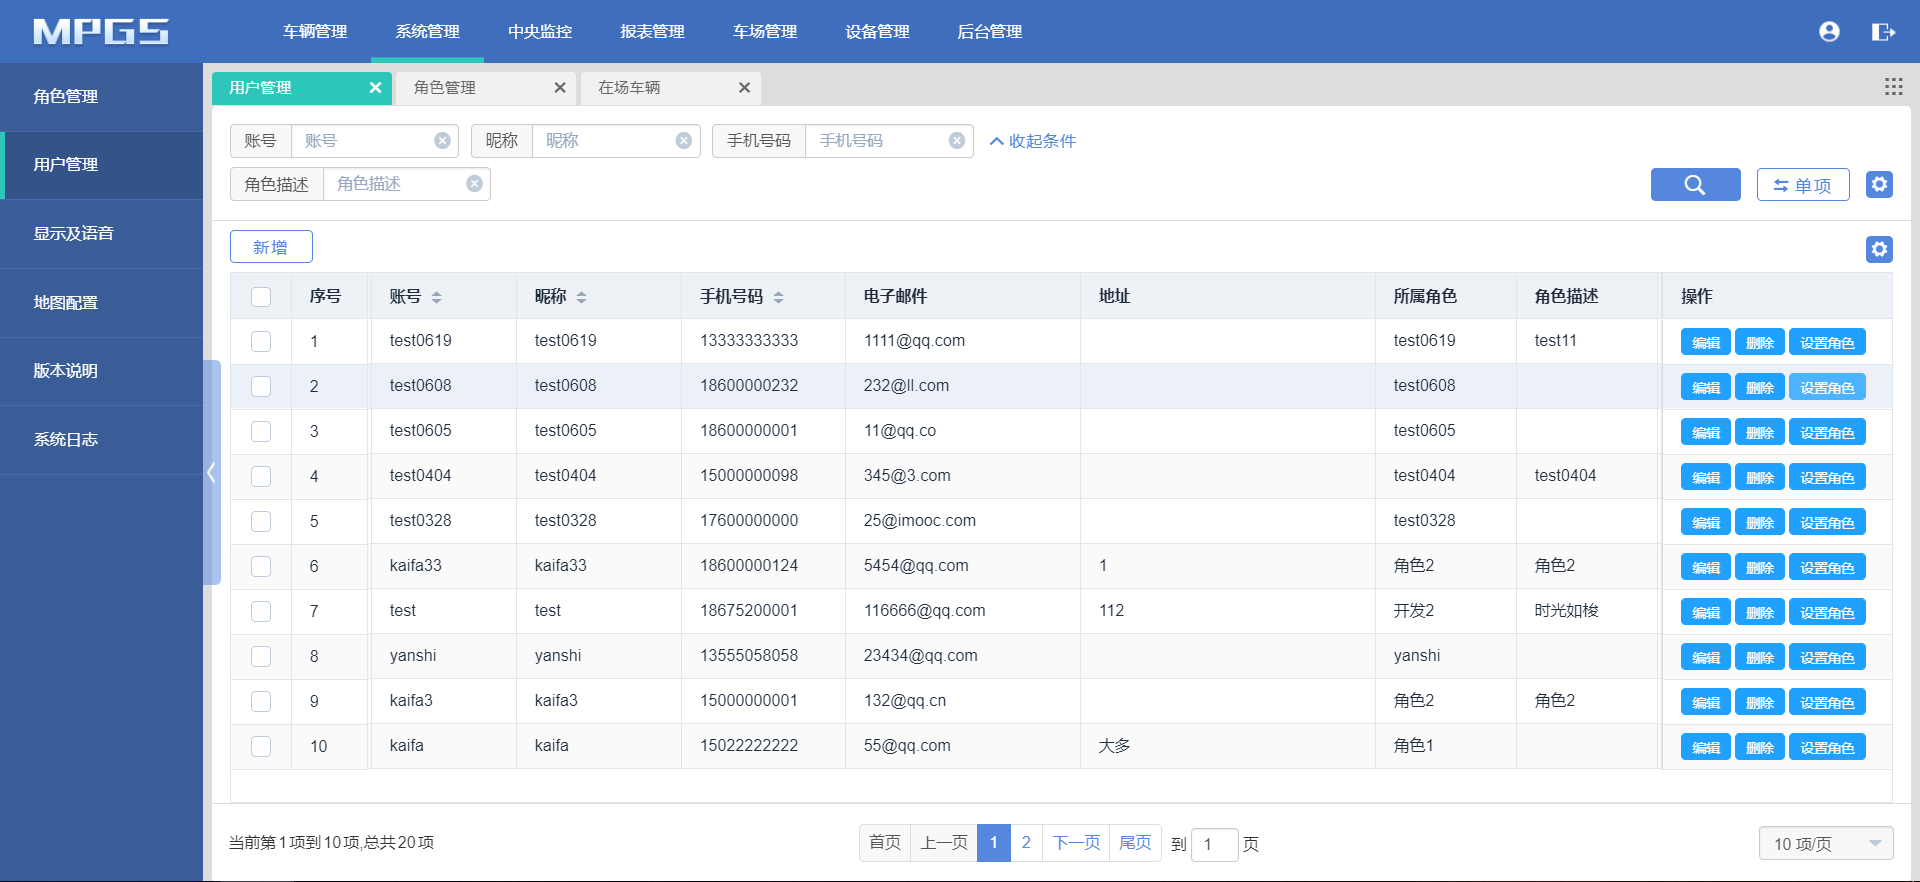 MPGS 车辆管理 系统管理 中央监控 报表管理 车场管理 设备管理 后台管理
角色管理
用户管理
显示及语音
地图配置
版本说明
系统日志
用户管理 角色管理 在场车辆
账号 账号 昵称 昵称 手机号码 手机号码 收起条件
角色描述 角色描述 单项
新增
序号 账号 昵称 手机号码 电子邮件 地址 所属角色 角色描述 操作
1 test0619 test0619 13333333333 1111@qq.com test0619 test11 编辑 删除 设置角色
2 test0608 test0608 18600000232 232@ll.com test0608 编辑 删除 设置角色
3 test0605 test0605 18600000001 11@qq.co test0605 编辑 删除 设置角色
4 test0404 test0404 15000000098 345@3.com test0404 test0404 编辑 删除 设置角色
5 test0328 test0328 17600000000 25@imooc.com test0328 编辑 删除 设置角色
6 kaifa33 kaifa33 18600000124 5454@qq.com 1 角色2 角色2 编辑 删除 设置角色
7 test test 18675200001 116666@qq.com 112 开发2 时光如梭 编辑 删除 设置角色
8 yanshi yanshi 13555058058 23434@qq.com yanshi 编辑 删除 设置角色
9 kaifa3 kaifa3 15000000001 132@qq.cn 角色2 角色2 编辑 删除 设置角色
10 kaifa kaifa 15022222222 55@qq.com 大多 角色1 编辑 删除 设置角色
当前第1项到10项,总共20项 首页 上一页 1 2 下一页 尾页 到 1 页 10 项/页